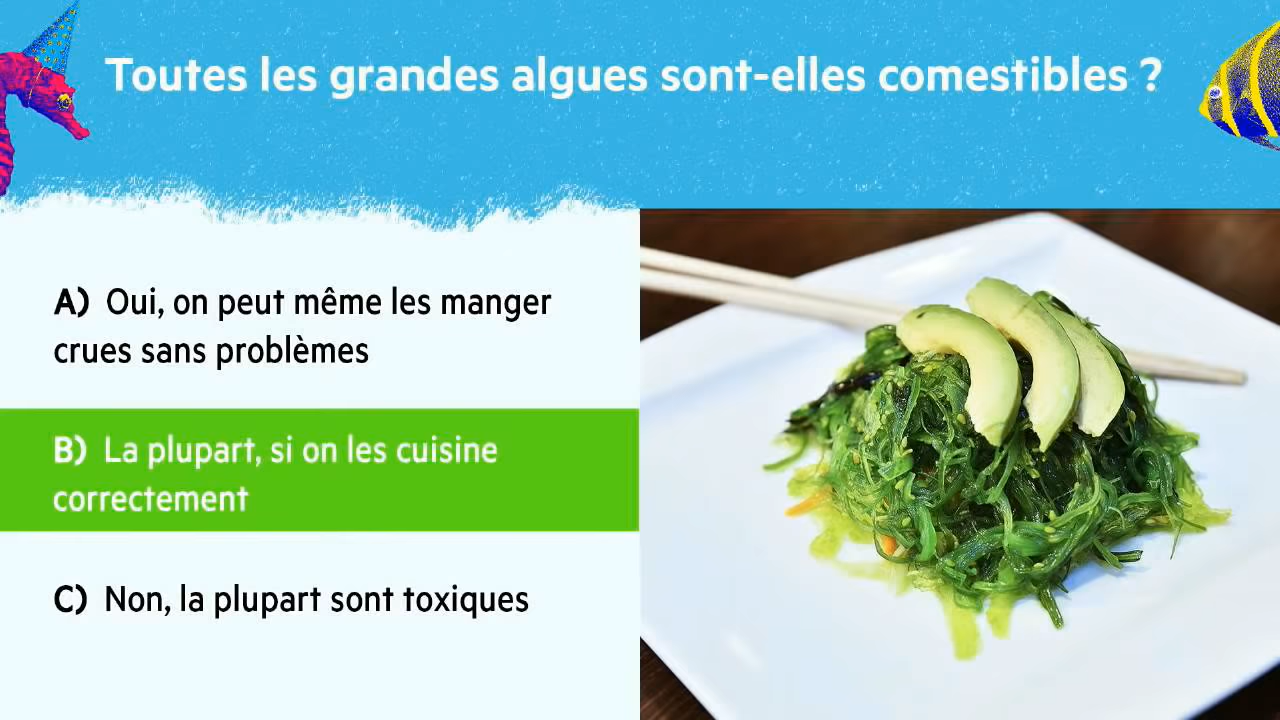 Toutes les grandes algues sont-elles comestibles ?
A) Oui, on peut même les manger
crues sans problèmes
B) La plupart, si on les cuisine
correctement
C) Non, la plupart sont toxiques